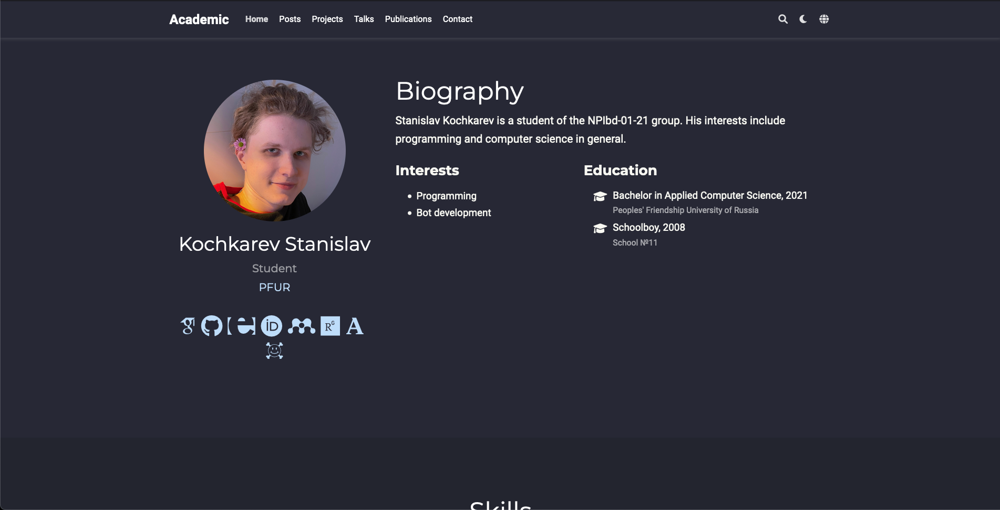 Academic Home Posts Projects Talks Publications Contact
Biography
Stanislav Kochkarev is a student of the NPIbd-01-21 group. His interests include
programming and computer science in general.
Interests
Programming
Bot development
Education
Bachelor in Applied Computer Science, 2021
Peoples' Friendship University of Russia
Schoolboy, 2008
School №11
Kochkarev Stanislav
Student
PFUR
iD
RG
A
Skills